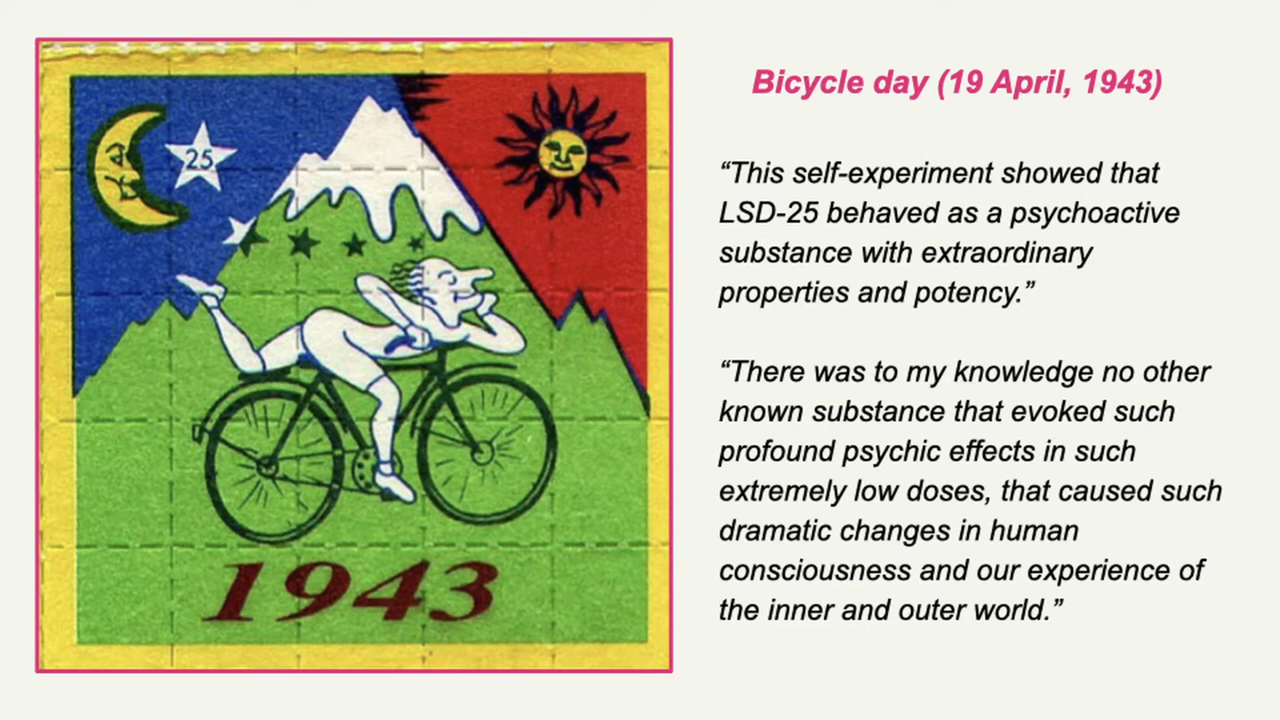 25
1943
Bicycle day (19 April, 1943)
“This self-experiment showed that
LSD-25 behaved as a psychoactive
substance with extraordinary
properties and potency.”
“There was to my knowledge no other
known substance that evoked such
profound psychic effects in such
extremely low doses, that caused such
dramatic changes in human
consciousness and our experience of
the inner and outer world.”